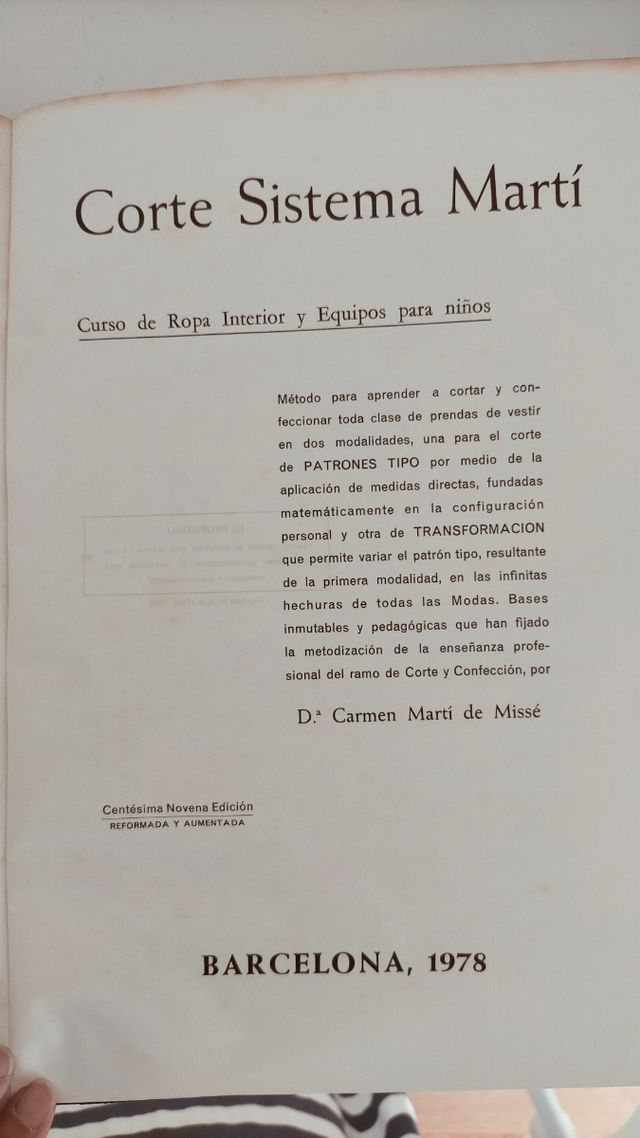 Corte Sistema Martí
Curso de Ropa Interior y Equipos para niños
Método para aprender a cortar y con-
feccionar toda clase de prendas de vestir
en dos modalidades, una para el corte
de PATRONES TIPO por medio de la
aplicación de medidas directas, fundadas
matemáticamente en la configuración
personal y otra de TRANSFORMACION
que permite variar el patrón tipo, resultante
de la primera modalidad, en las infinitas
hechuras de todas las Modas. Bases
inmutables y pedagógicas que han fijado
la metodización de la enseñanza profe-
sional del ramo de Corte y Confección, por
D.ª Carmen Martí de Missé
Centésima Novena Edición
REFORMADA Y AUMENTADA
BARCELONA, 1978
ES PROPIEDAD